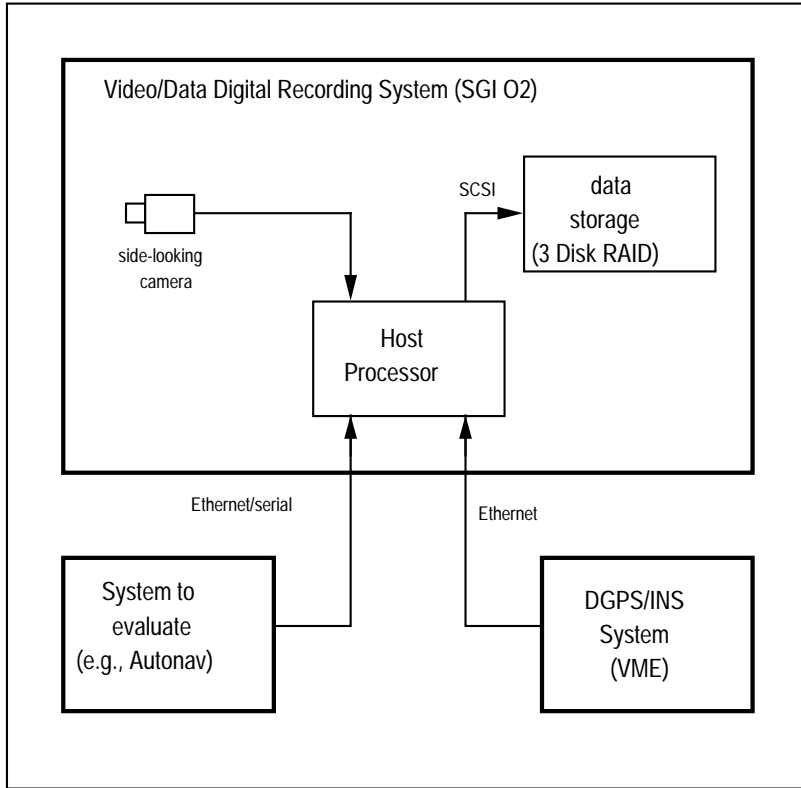 Video/Data Digital Recording System (SGI O2)
side-looking
camera
SCSI
data
storage
(3 Disk RAID)
Host
Processor
Ethernet/serial
Ethernet
System to
evaluate
(e.g., Autonav)
DGPS/INS
System
(VME)